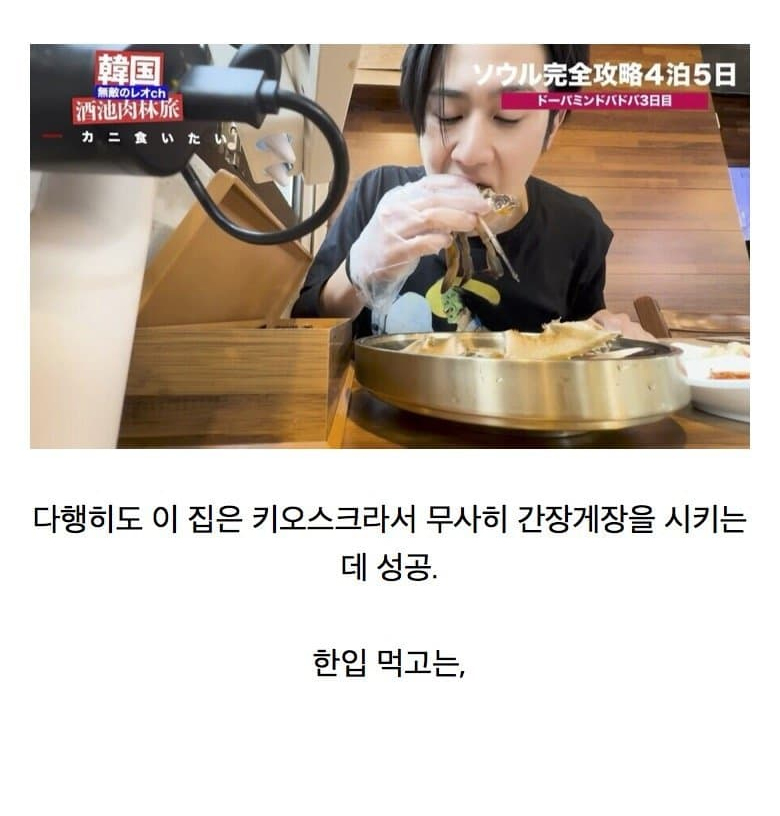 韓国
無敵のレオch
酒池肉林旅
カニ食いたい
ソウル完全攻略4泊5日
ドーパミンドバドバ3日目
다행히도 이 집은 키오스크라서 무사히 간장게장을 시키는
데 성공.
한입 먹고는,